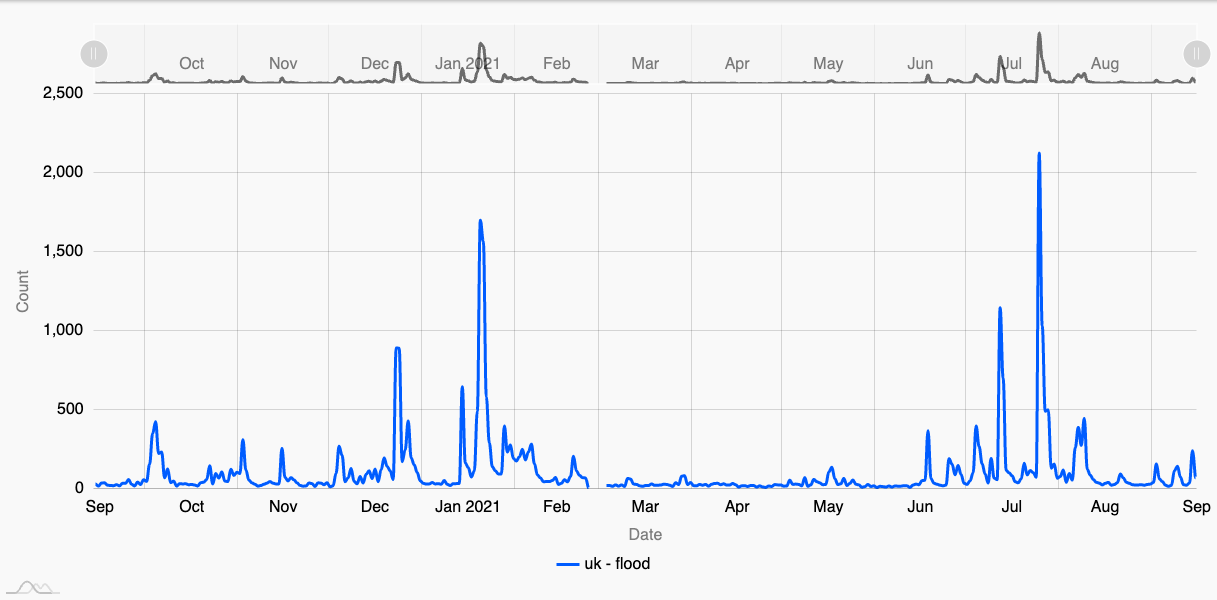 Oct Nov Dec Jan 2021 Feb Mar Apr May Jun Jul Aug
2,500
2,000
1,500
1,000
500
0
Count
Sep Oct Nov Dec Jan 2021 Feb Mar Apr May Jun Jul Aug Sep
Date
uk - flood